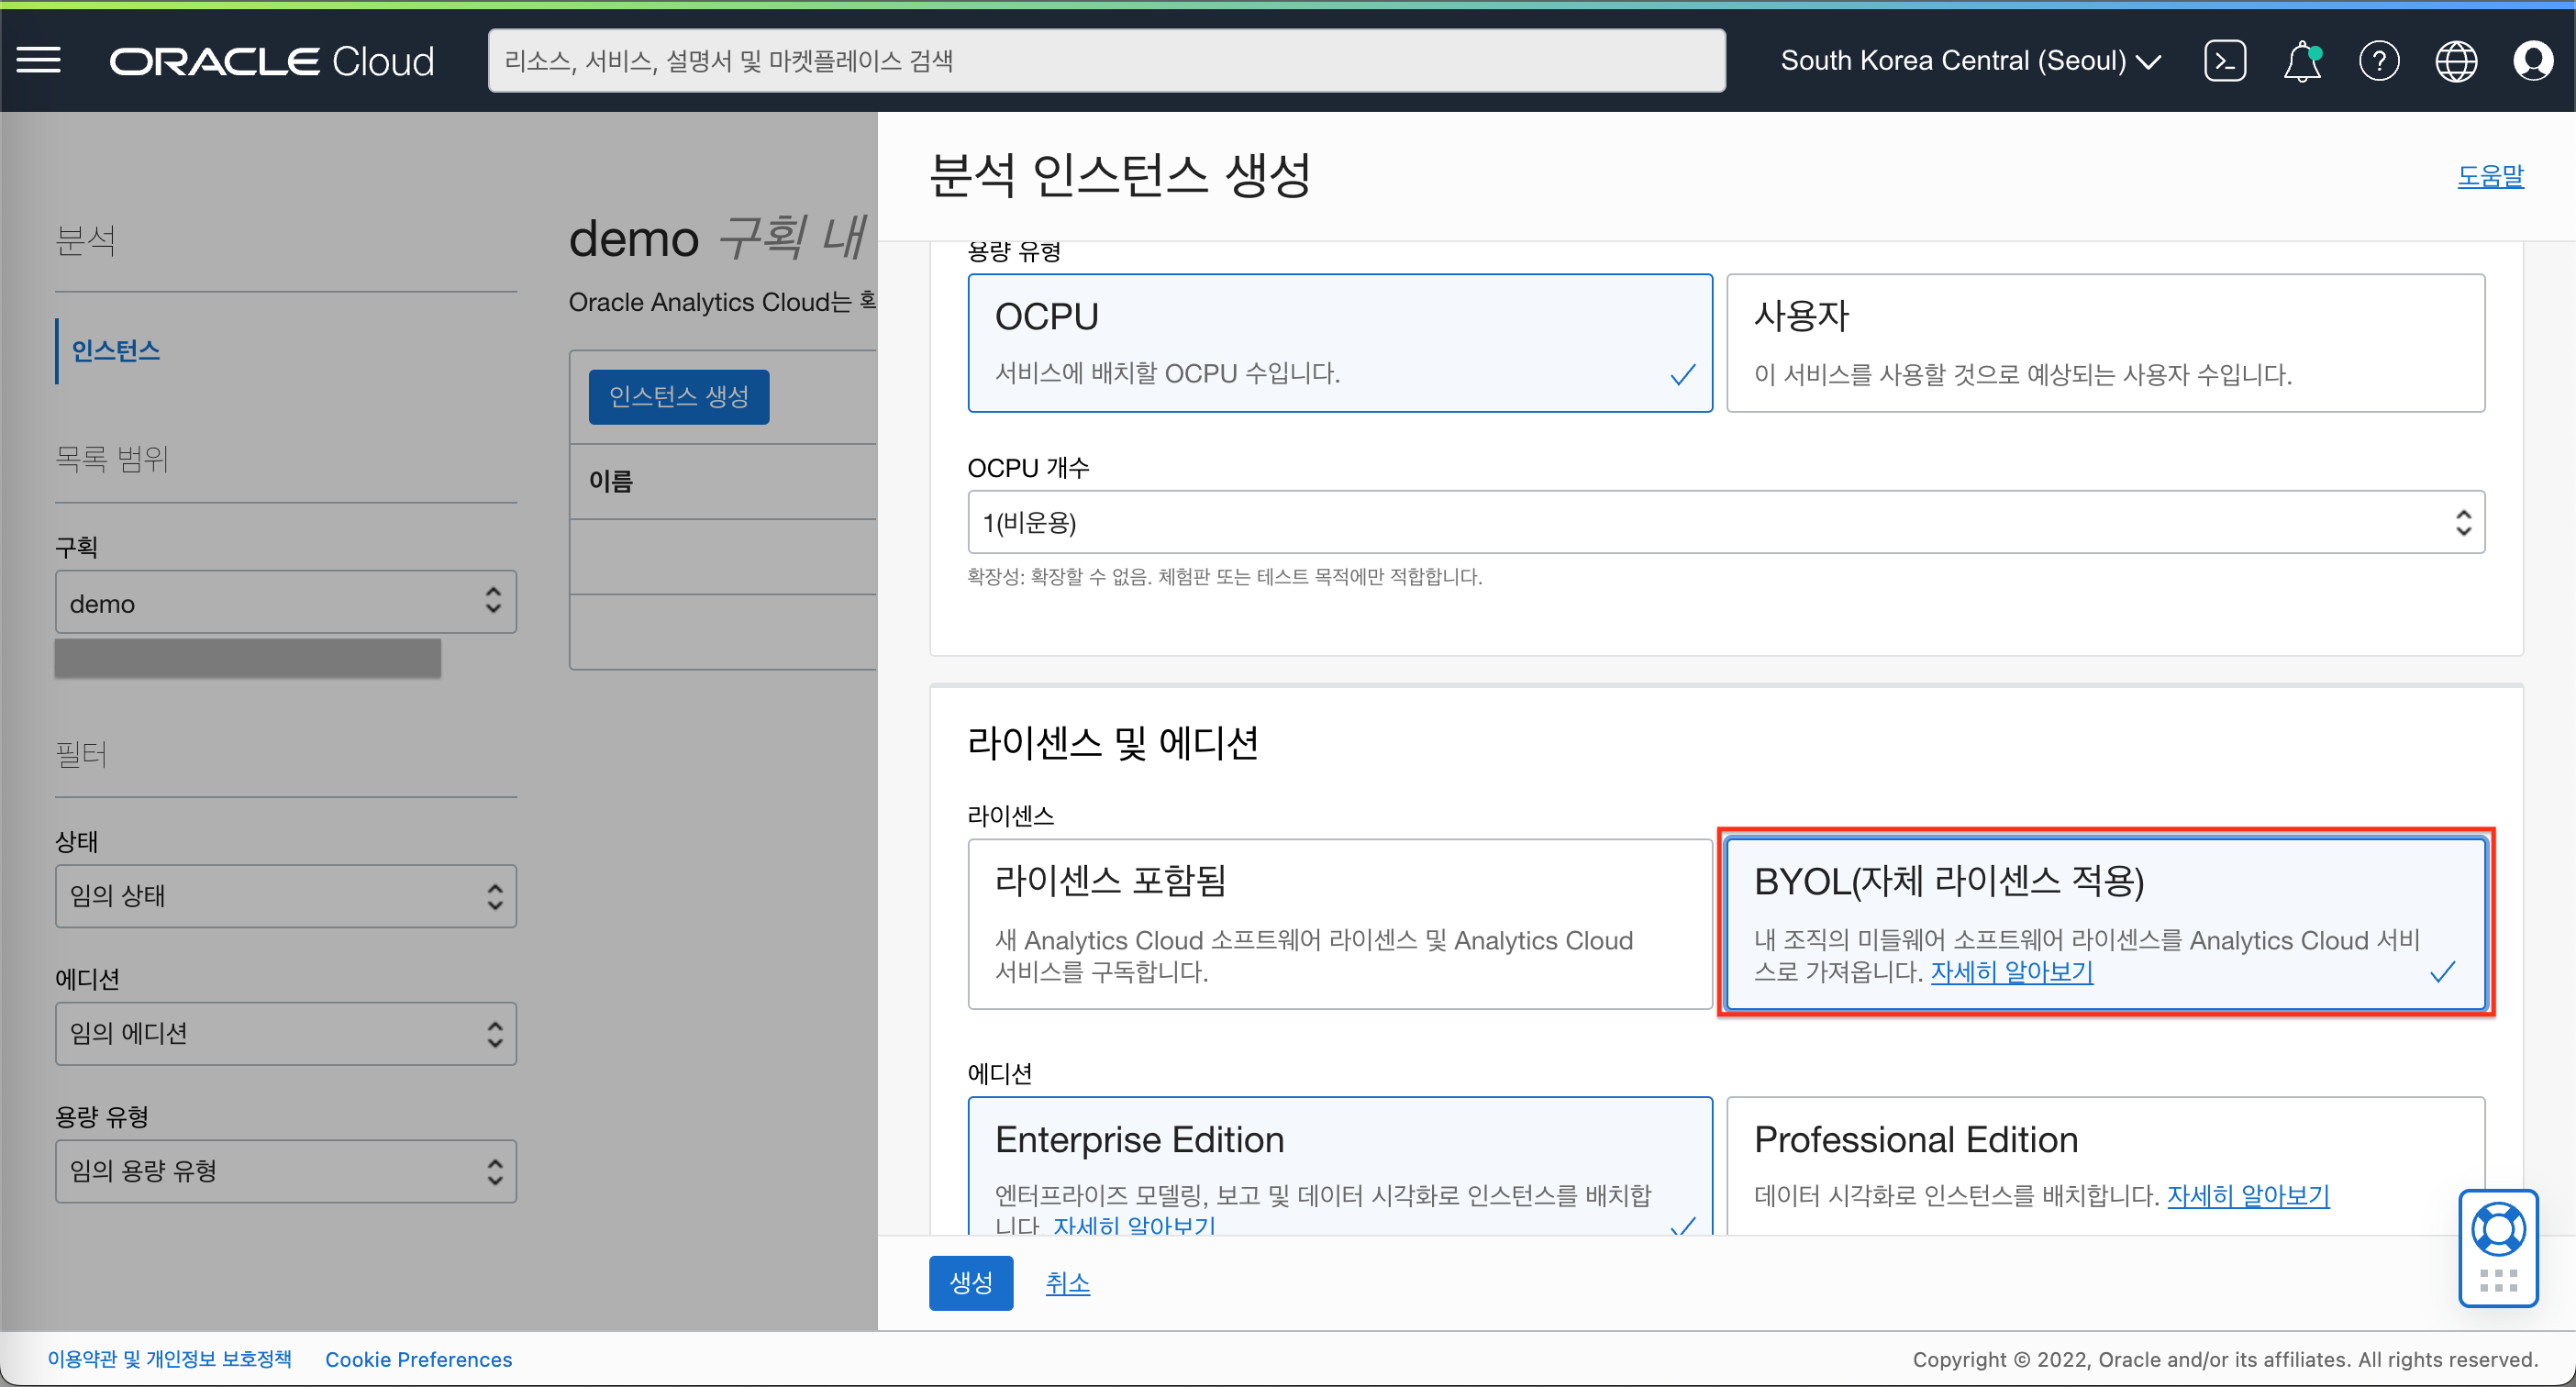 ORACLE Cloud
리소스, 서비스, 설명서 및 마켓플레이스 검색
South Korea Central (Seoul)
분석
인스턴스
목록 범위
구획
demo
필터
상태
임의 상태
에디션
임의 에디션
용량 유형
임의 용량 유형
demo 구획 내
Oracle Analytics Cloud는
인스턴스 생성
이름
분석 인스턴스 생성
도움말
용량 유형
OCPU
서비스에 배치할 OCPU 수입니다.
사용자
이 서비스를 사용할 것으로 예상되는 사용자 수입니다.
OCPU 개수
1(비운용)
확장성: 확장할 수 없음. 체험판 또는 테스트 목적에만 적합합니다.
라이센스 및 에디션
라이센스
라이센스 포함됨
새 Analytics Cloud 소프트웨어 라이센스 및 Analytics Cloud
서비스를 구독합니다.
BYOL(자체 라이센스 적용)
내 조직의 미들웨어 소프트웨어 라이센스를 Analytics Cloud 서비
스로 가져옵니다. 자세히 알아보기
에디션
Enterprise Edition
엔터프라이즈 모델링, 보고 및 데이터 시각화로 인스턴스를 배치합
니다. 자세히 알아보기
Professional Edition
데이터 시각화로 인스턴스를 배치합니다. 자세히 알아보기
생성
취소
이용약관 및 개인정보 보호정책
Cookie Preferences
Copyright © 2022, Oracle and/or its affiliates. All rights reserved.